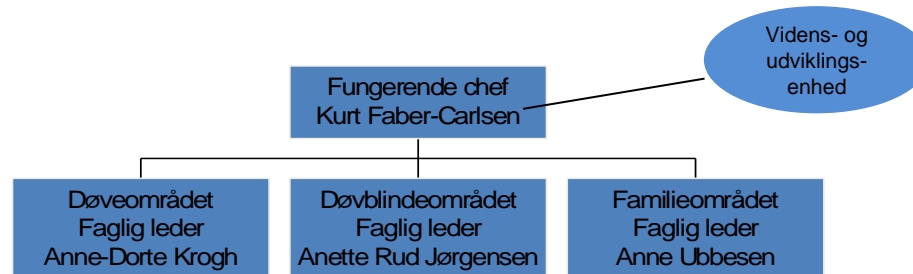 Videns- og
udviklings-
enhed
Fungerende chef
Kurt Faber-Carlsen
Døveområdet
Faglig leder
Anne-Dorte Krogh
Døvblindeområdet
Faglig leder
Anette Rud Jørgensen
Familieområdet
Faglig leder
Anne Ubbesen